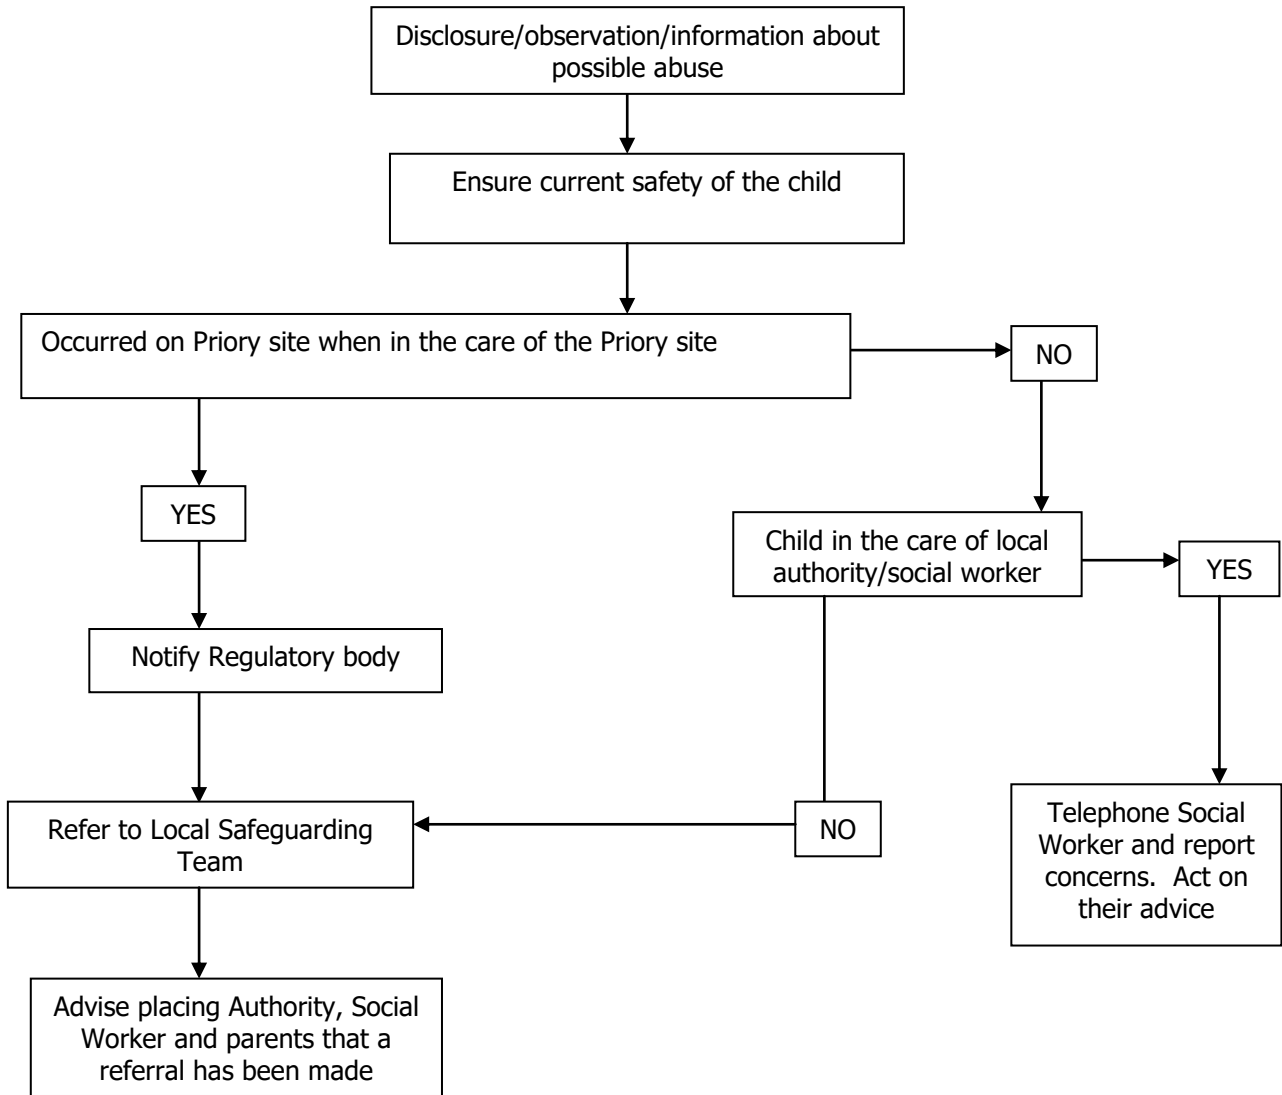 Disclosure/observation/information about
possible abuse
Ensure current safety of the child
Occurred on Priory site when in the care of the Priory site
NO
YES
Child in the care of local
authority/social worker
YES
Notify Regulatory body
Refer to Local Safeguarding
Team
NO
Telephone Social
Worker and report
concerns.  Act on
their advice
Advise placing Authority, Social
Worker and parents that a
referral has been made